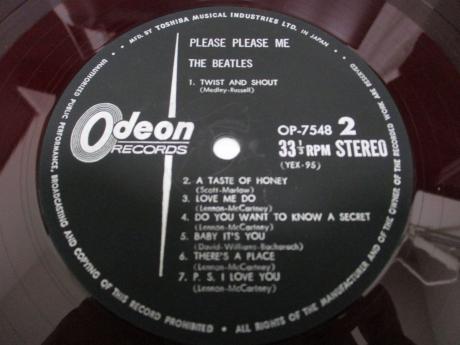 MFG. BY TOSHIBA MUSICAL INDUSTRIES LTD. IN JAPAN •
PLEASE PLEASE ME
THE BEATLES
1. TWIST AND SHOUT
(Medley-Russell)
Odeon
RECORDS
OP-7548 2
33⅓RPM STEREO
(YEX-95)
2. A TASTE OF HONEY
(Scott-Marlow)
3. LOVE ME DO
(Lennon-McCartney)
4. DO YOU WANT TO KNOW A SECRET
(Lennon-McCartney)
5. BABY IT'S YOU
(David-Williams-Bacharach)
6. THERE'S A PLACE
(Lennon-McCartney)
7. P. S. I LOVE YOU
(Lennon-McCartney)
UNAUTHORIZED PUBLIC PERFORMANCE, BROADCASTING AND COPYING OF THIS RECORD PROHIBITED • ALL RIGHTS OF THE MANUFACTURER AND OF THE OWNER OF THE RECORDED WORK ARE RESERVED